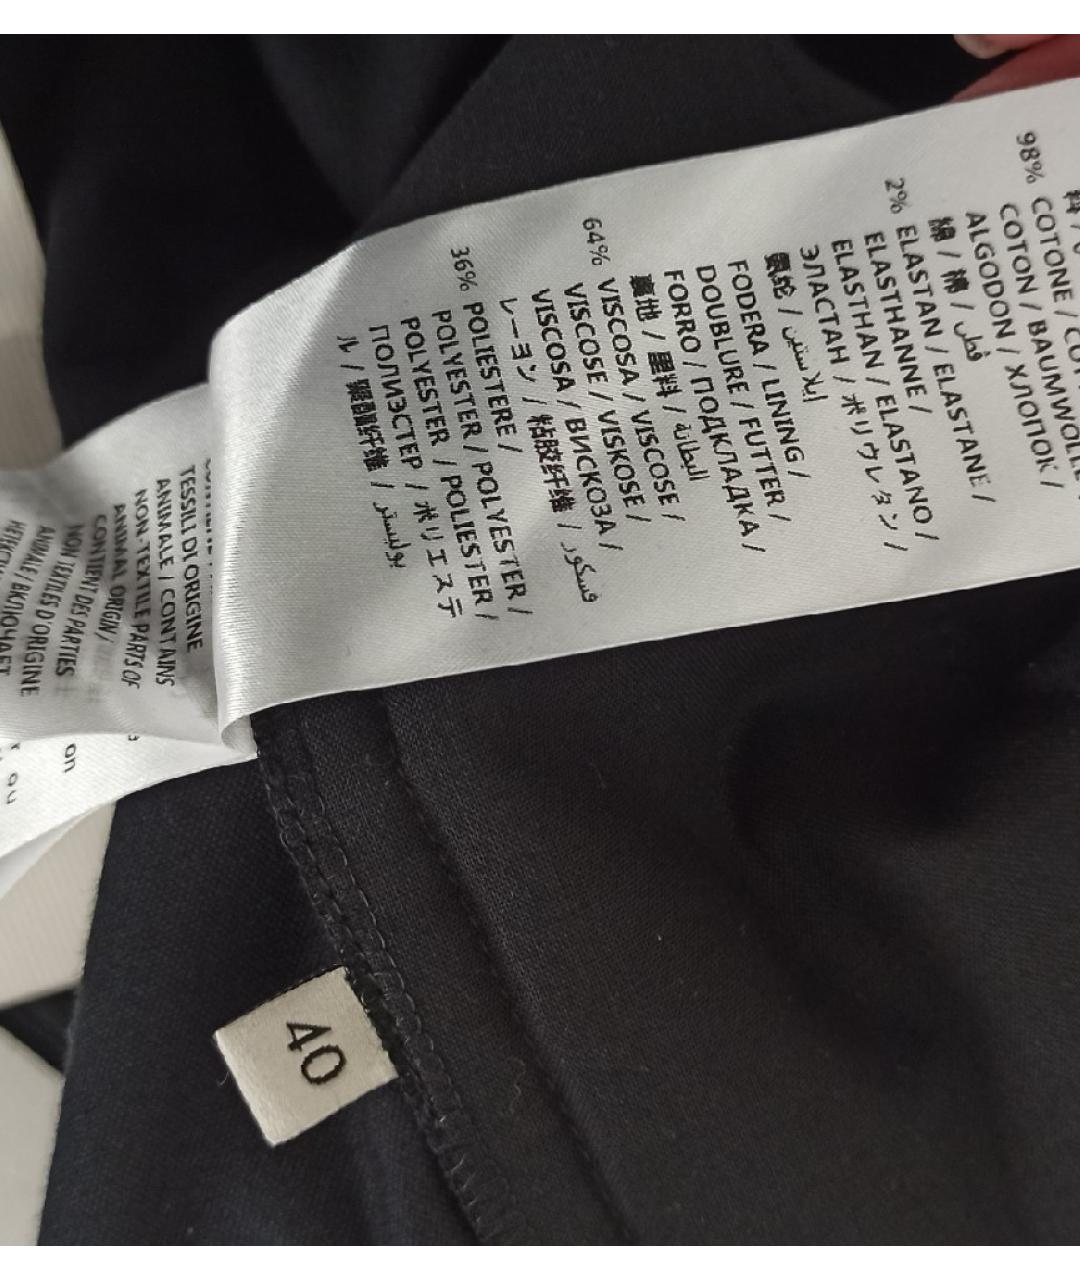 98% COTONE /
COTON / BAUMWOLLE
ALGODON / ХЛОПОК /
綿 / 棉 / قطن
2% ELASTAN / ELASTANE /
ELASTHANNE /
ELASTHAN / ELASTANO /
ЭЛАСТАН / ポリウレタン /
氨纶 / إيلاستين
FODERA / LINING /
DOUBLURE / FUTTER /
FORRO / ПОДКЛАДКА /
裏地 / 里料 / البطانة
64% VISCOSA / VISCOSE /
VISCOSE / VISKOSE /
VISCOSA / ВИСКОЗА /
レーヨン / 粘胶纤维 / فسكوز
36% POLIESTERE /
POLYESTER / POLYESTER /
POLYESTER / POLIESTER /
ПОЛИЭСТЕР / ポリエステ
ル / 聚酯纤维 / بوليستر
TESSILI DI ORIGINE
ANIMALE / CONTAINS
NON-TEXTILE PARTS OF
ANIMAL ORIGIN /
CONTIENT DES PARTIES
NON TEXTILES D'ORIGINE
ANIMALE /
on
40